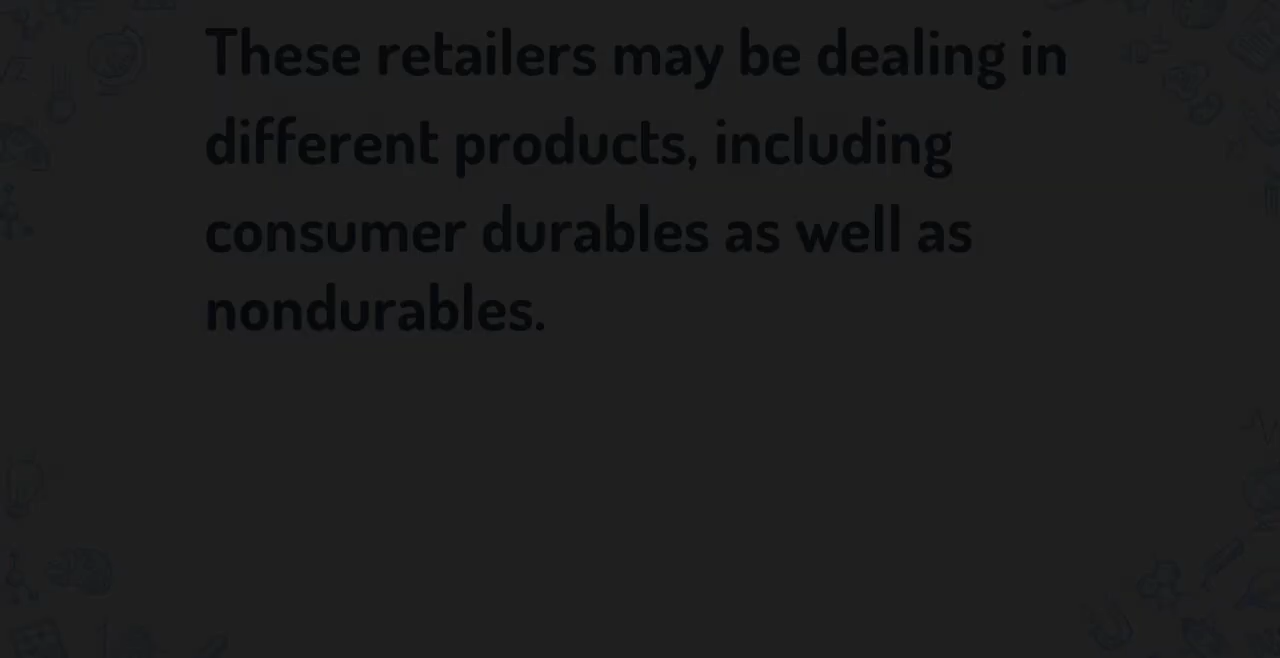 These retailers may be dealing in
different products, including
consumer durables as well as
nondurables.